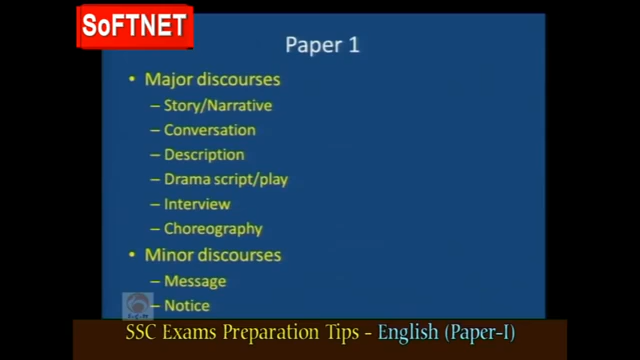 SoFTNET
Paper 1
• Major discourses
– Story/Narrative
– Conversation
– Description
– Drama script/play
– Interview
– Choreography
• Minor discourses
– Message
– Notice
SSC Exams Preparation Tips - English (Paper-I)